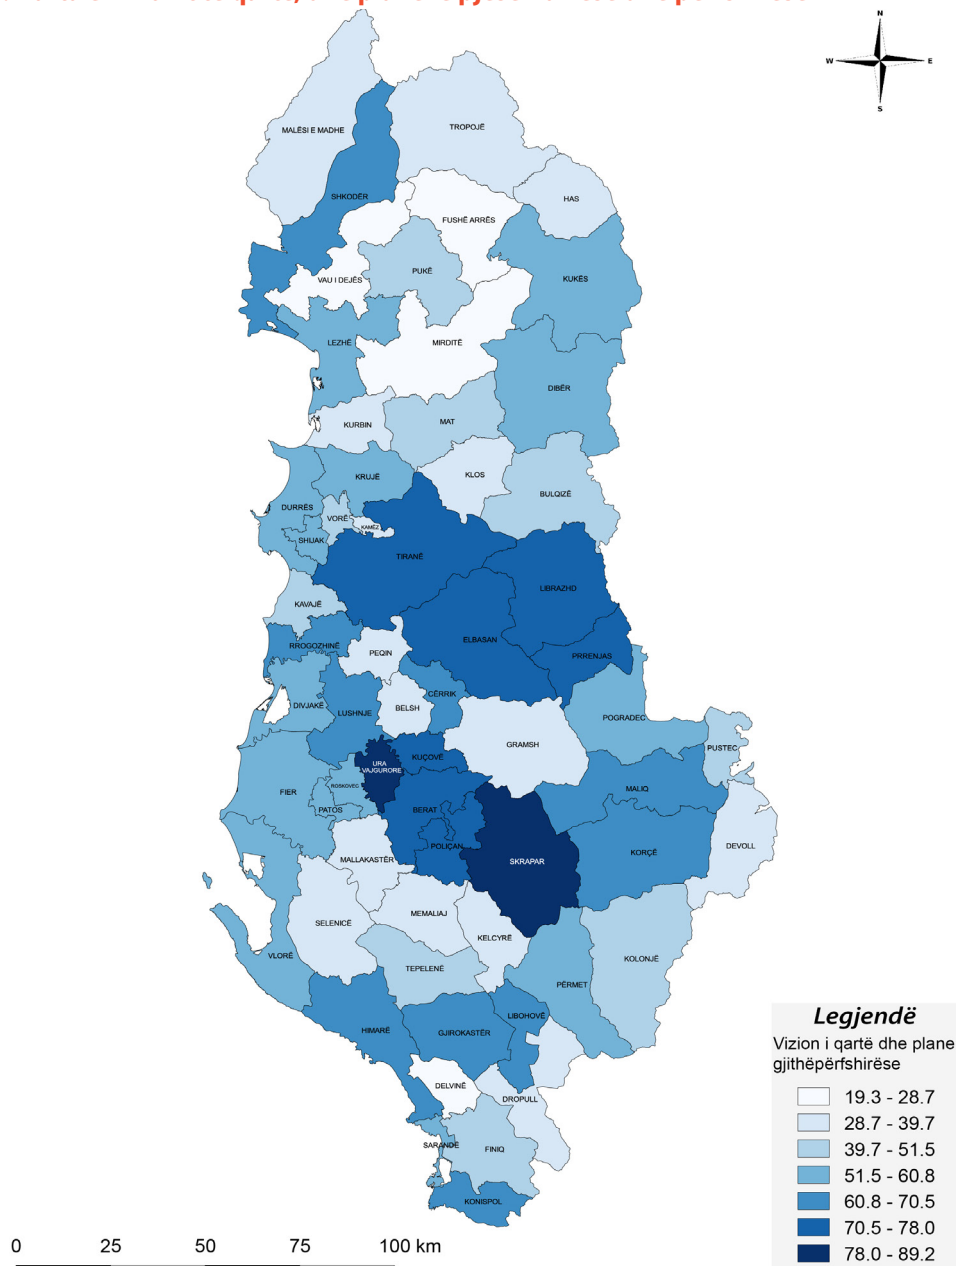 N
W E
S
MALËSI E MADHE
TROPOJË
SHKODËR
HAS
FUSHË ARRËS
PUKË
VAU I DEJËS
KUKËS
LEZHË
MIRDITË
DIBËR
KURBIN
MAT
KLOS
KRUJË
BULQIZË
DURRËS
VORË
KAMËZ
SHIJAK
TIRANË
LIBRAZHD
KAVAJË
ELBASAN
RROGOZHINË
PEQIN
PRRENJAS
CËRRIK
DIVJAKË
LUSHNJE
BELSH
POGRADEC
GRAMSH
PUSTEC
KUÇOVË
URA
VAJGURORE
ROSKOVEC
MALIQ
FIER
PATOS
BERAT
POLIÇAN
DEVOLL
MALLAKASTËR
SKRAPAR
KORÇË
SELENICË
MEMALIAJ
KELCYRË
VLORË
TEPELENË
KOLONJË
PËRMET
LIBOHOVË
HIMARË
GJIROKASTËR
DELVINË
DROPULL
SARANDË
FINIQ
KONISPOL
Legjendë
Vizion i qartë dhe plane
gjithëpërfshirëse
19.3 - 28.7
28.7 - 39.7
39.7 - 51.5
51.5 - 60.8
60.8 - 70.5
70.5 - 78.0
78.0 - 89.2
0 25 50 75 100 km